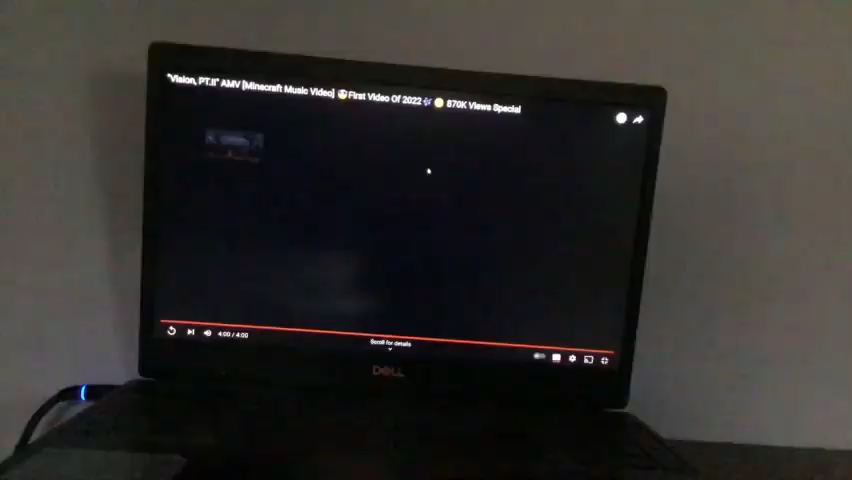 "Vision, PT.II" AMV [Minecraft Music Video] 😍First Video Of 2022 🎉 😊 870K Views Special
4:00 / 4:00
Scroll for details
DELL